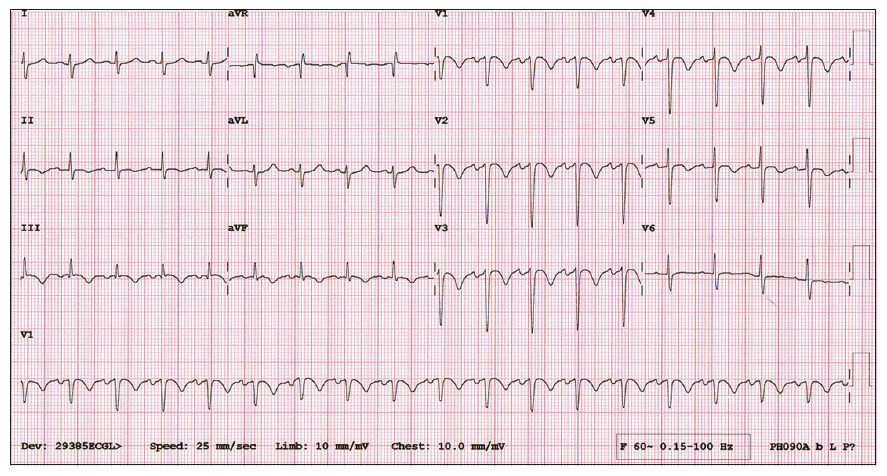 I aVR V1 V4
II aVL V2 V5
III aVF V3 V6
V1
Dev: 29385ECGL> Speed: 25 mm/sec Limb: 10 mm/mV Chest: 10.0 mm/mV F 60~ 0.15-100 Hz PH090A b L P?